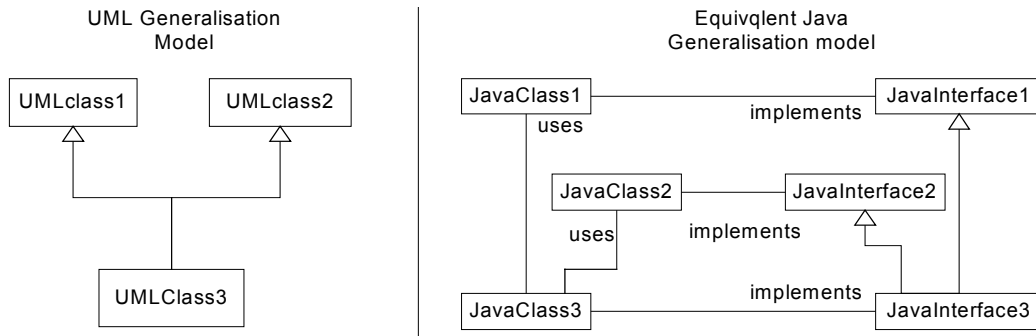 UML Generalisation
Model
Equivqlent Java
Generalisation model
UMLclass1
UMLclass2
JavaClass1
JavaInterface1
uses
implements
JavaClass2
JavaInterface2
uses
implements
UMLClass3
implements
JavaClass3
JavaInterface3